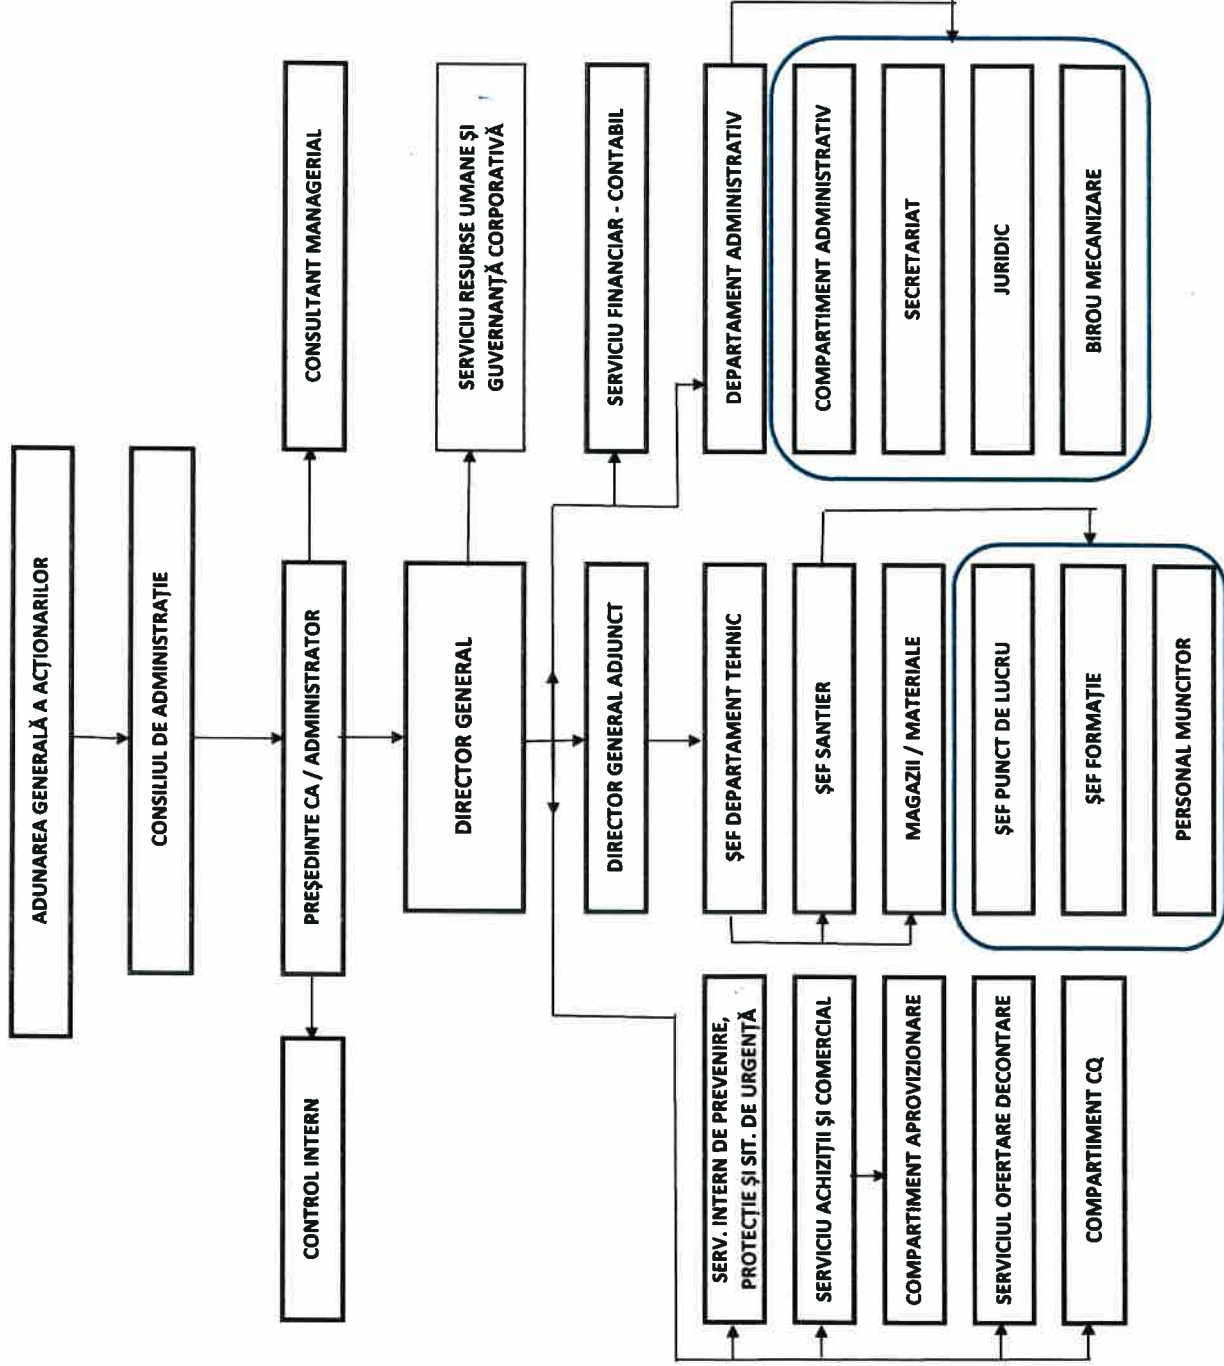 ADUNAREA GENERALĂ A ACȚIONARILOR
CONSILIUL DE ADMINISTRAȚIE
CONTROL INTERN
PREȘEDINTE CA / ADMINISTRATOR
CONSULTANT MANAGERIAL
DIRECTOR GENERAL
SERVICIU RESURSE UMANE ȘI
GUVERNANȚĂ CORPORATIVĂ
DIRECTOR GENERAL ADJUNCT
SERVICIU FINANCIAR - CONTABIL
SERV. INTERN DE PREVENIRE,
PROTECȚIE ȘI SIT. DE URGENȚĂ
ȘEF DEPARTAMENT TEHNIC
DEPARTAMENT ADMINISTRATIV
SERVICIU ACHIZIȚII ȘI COMERCIAL
ȘEF SANTIER
COMPARTIMENT ADMINISTRATIV
COMPARTIMENT APROVIZIONARE
MAGAZII / MATERIALE
SECRETARIAT
SERVICIUL OFERTARE DECONTARE
ȘEF PUNCT DE LUCRU
JURIDIC
COMPARTIMENT CQ
ȘEF FORMAȚIE
BIROU MECANIZARE
PERSONAL MUNCITOR